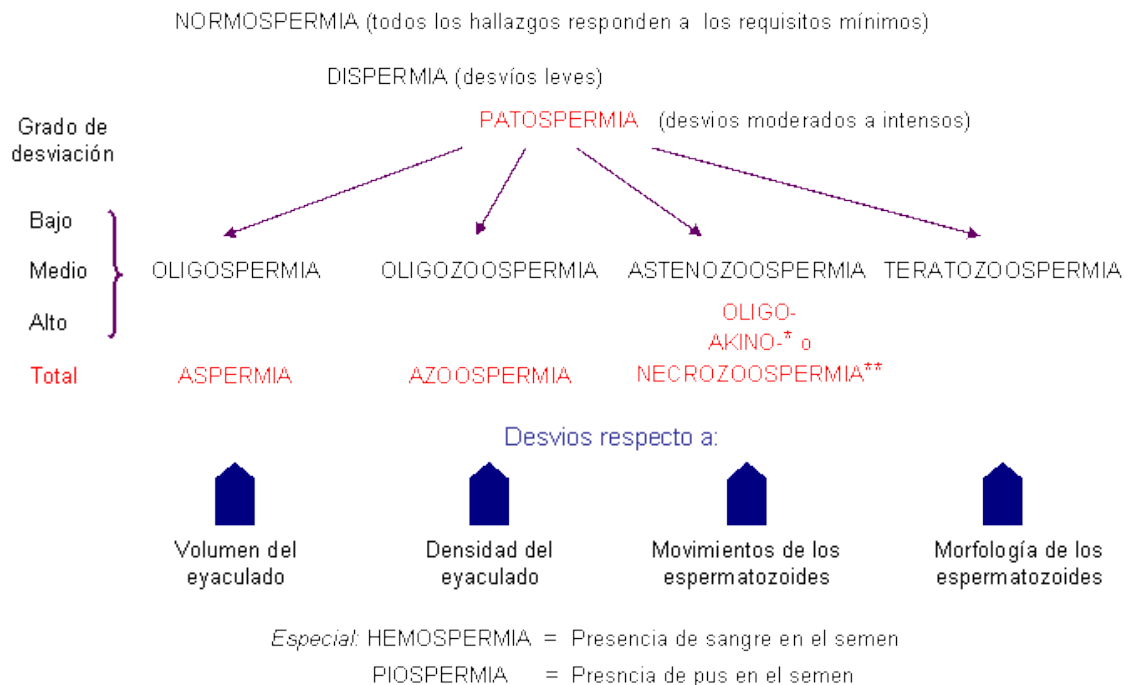 NORMOSPERMIA (todos los hallazgos responden a los requisitos mínimos)
DISPERMIA (desvíos leves)
PATOSPERMIA (desvios moderados a intensos)
Grado de
desviación
Bajo
Medio OLIGOSPERMIA OLIGOZOOSPERMIA ASTENOZOOSPERMIA TERATOZOOSPERMIA
Alto
OLIGO-
AKINO-* o
Total ASPERMIA AZOOSPERMIA NECROZOOSPERMIA**
Desvios respecto a:
Volumen del
eyaculado
Densidad del
eyaculado
Movimientos de los
espermatozoides
Morfología de los
espermatozoides
Especial: HEMOSPERMIA = Presencia de sangre en el semen
PIOSPERMIA = Presncia de pus en el semen